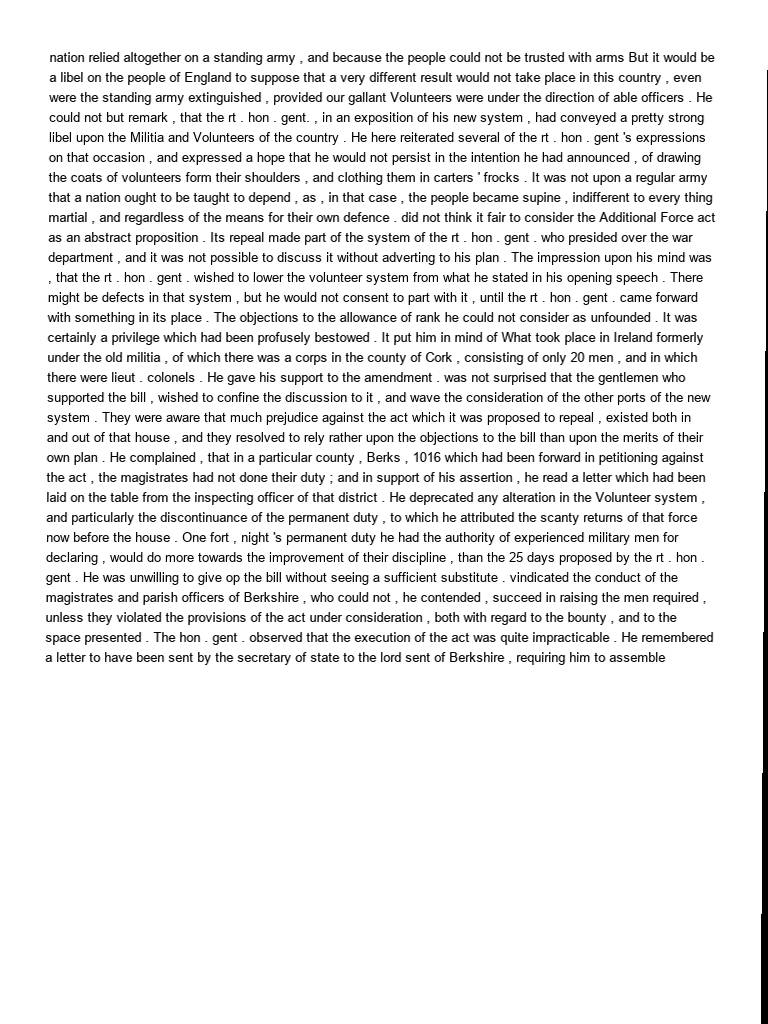 nation relied altogether on a standing army , and because the people could not be trusted with arms But it would be
a libel on the people of England to suppose that a very different result would not take place in this country , even
were the standing army extinguished , provided our gallant Volunteers were under the direction of able officers . He
could not but remark , that the rt . hon . gent. , in an exposition of his new system , had conveyed a pretty strong
libel upon the Militia and Volunteers of the country . He here reiterated several of the rt . hon . gent 's expressions
on that occasion , and expressed a hope that he would not persist in the intention he had announced , of drawing
the coats of volunteers form their shoulders , and clothing them in carters ' frocks . It was not upon a regular army
that a nation ought to be taught to depend , as , in that case , the people became supine , indifferent to every thing
martial , and regardless of the means for their own defence . did not think it fair to consider the Additional Force act
as an abstract proposition . Its repeal made part of the system of the rt . hon . gent . who presided over the war
department , and it was not possible to discuss it without adverting to his plan . The impression upon his mind was
, that the rt . hon . gent . wished to lower the volunteer system from what he stated in his opening speech . There
might be defects in that system , but he would not consent to part with it , until the rt . hon . gent . came forward
with something in its place . The objections to the allowance of rank he could not consider as unfounded . It was
certainly a privilege which had been profusely bestowed . It put him in mind of What took place in Ireland formerly
under the old militia , of which there was a corps in the county of Cork , consisting of only 20 men , and in which
there were lieut . colonels . He gave his support to the amendment . was not surprised that the gentlemen who
supported the bill , wished to confine the discussion to it , and wave the consideration of the other ports of the new
system . They were aware that much prejudice against the act which it was proposed to repeal , existed both in
and out of that house , and they resolved to rely rather upon the objections to the bill than upon the merits of their
own plan . He complained , that in a particular county , Berks , 1016 which had been forward in petitioning against
the act , the magistrates had not done their duty ; and in support of his assertion , he read a letter which had been
laid on the table from the inspecting officer of that district . He deprecated any alteration in the Volunteer system ,
and particularly the discontinuance of the permanent duty , to which he attributed the scanty returns of that force
now before the house . One fort , night 's permanent duty he had the authority of experienced military men for
declaring , would do more towards the improvement of their discipline , than the 25 days proposed by the rt . hon .
gent . He was unwilling to give op the bill without seeing a sufficient substitute . vindicated the conduct of the
magistrates and parish officers of Berkshire , who could not , he contended , succeed in raising the men required ,
unless they violated the provisions of the act under consideration , both with regard to the bounty , and to the
space presented . The hon . gent . observed that the execution of the act was quite impracticable . He remembered
a letter to have been sent by the secretary of state to the lord sent of Berkshire , requiring him to assemble